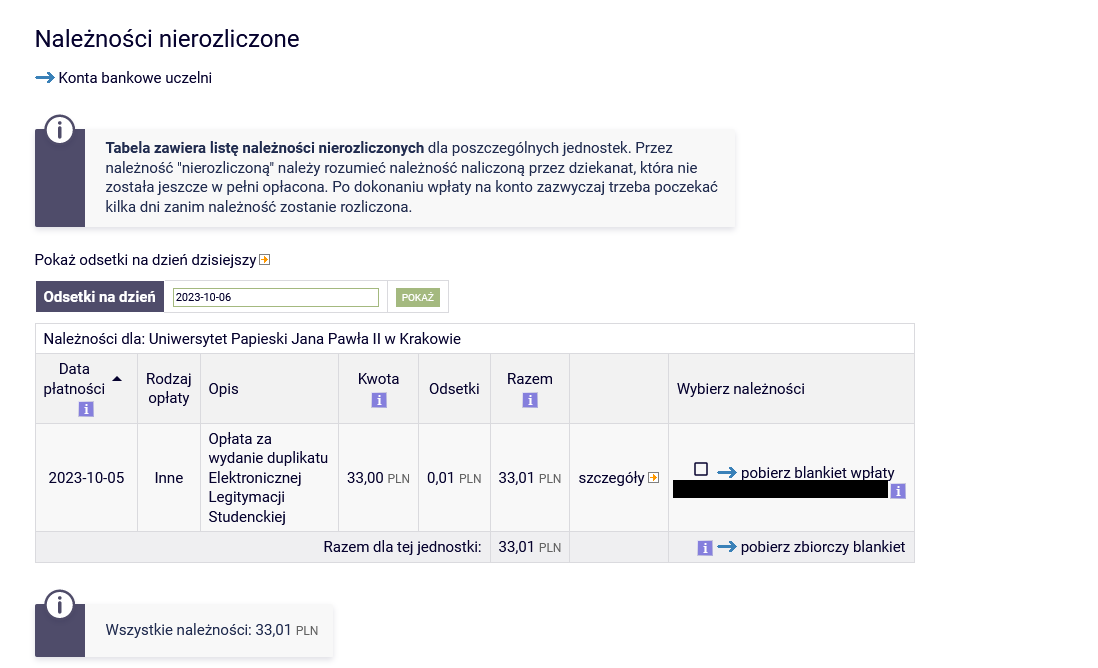 Należności nierozliczone
Konta bankowe uczelni
Tabela zawiera listę należności nierozliczonych dla poszczególnych jednostek. Przez
należność "nierozliczoną" należy rozumieć należność naliczoną przez dziekanat, która nie
została jeszcze w pełni opłacona. Po dokonaniu wpłaty na konto zazwyczaj trzeba poczekać
kilka dni zanim należność zostanie rozliczona.
Pokaż odsetki na dzień dzisiejszy
Odsetki na dzień 2023-10-06 POKAŻ
Należności dla: Uniwersytet Papieski Jana Pawła II w Krakowie
Data
płatności
Rodzaj
opłaty
Opis
Kwota
Odsetki
Razem
Wybierz należności
2023-10-05
Inne
Opłata za
wydanie duplikatu
Elektronicznej
Legitymacji
Studenckiej
33,00 PLN
0,01 PLN
33,01 PLN
szczegóły
pobierz blankiet wpłaty
Razem dla tej jednostki: 33,01 PLN
pobierz zbiorczy blankiet
Wszystkie należności: 33,01 PLN